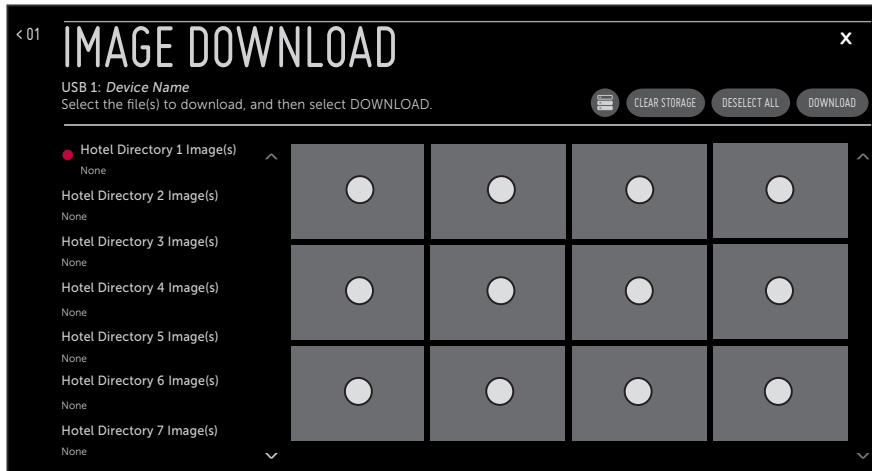 < 01
IMAGE DOWNLOAD
X
USB 1: Device Name
Select the file(s) to download, and then select DOWNLOAD.
CLEAR STORAGE
DESELECT ALL
DOWNLOAD
Hotel Directory 1 Image(s)
None
Hotel Directory 2 Image(s)
None
Hotel Directory 3 Image(s)
None
Hotel Directory 4 Image(s)
None
Hotel Directory 5 Image(s)
None
Hotel Directory 6 Image(s)
None
Hotel Directory 7 Image(s)
None